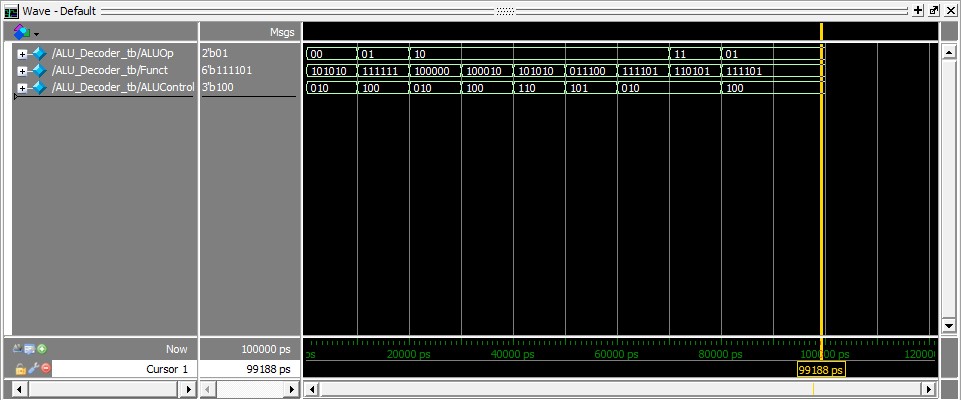 Wave - Default
Msgs
/ALU_Decoder_tb/ALUOp 2'b01 00 01 10 11 01
/ALU_Decoder_tb/Funct 6'b111101 101010 111111 100000 100010 101010 011100 111101 110101 111101
/ALU_Decoder_tb/ALUControl 3'b100 010 100 010 100 110 101 010 100
Now 100000 ps ps 20000 ps 40000 ps 60000 ps 80000 ps 100000 ps 120000
Cursor 1 99188 ps 99188 ps